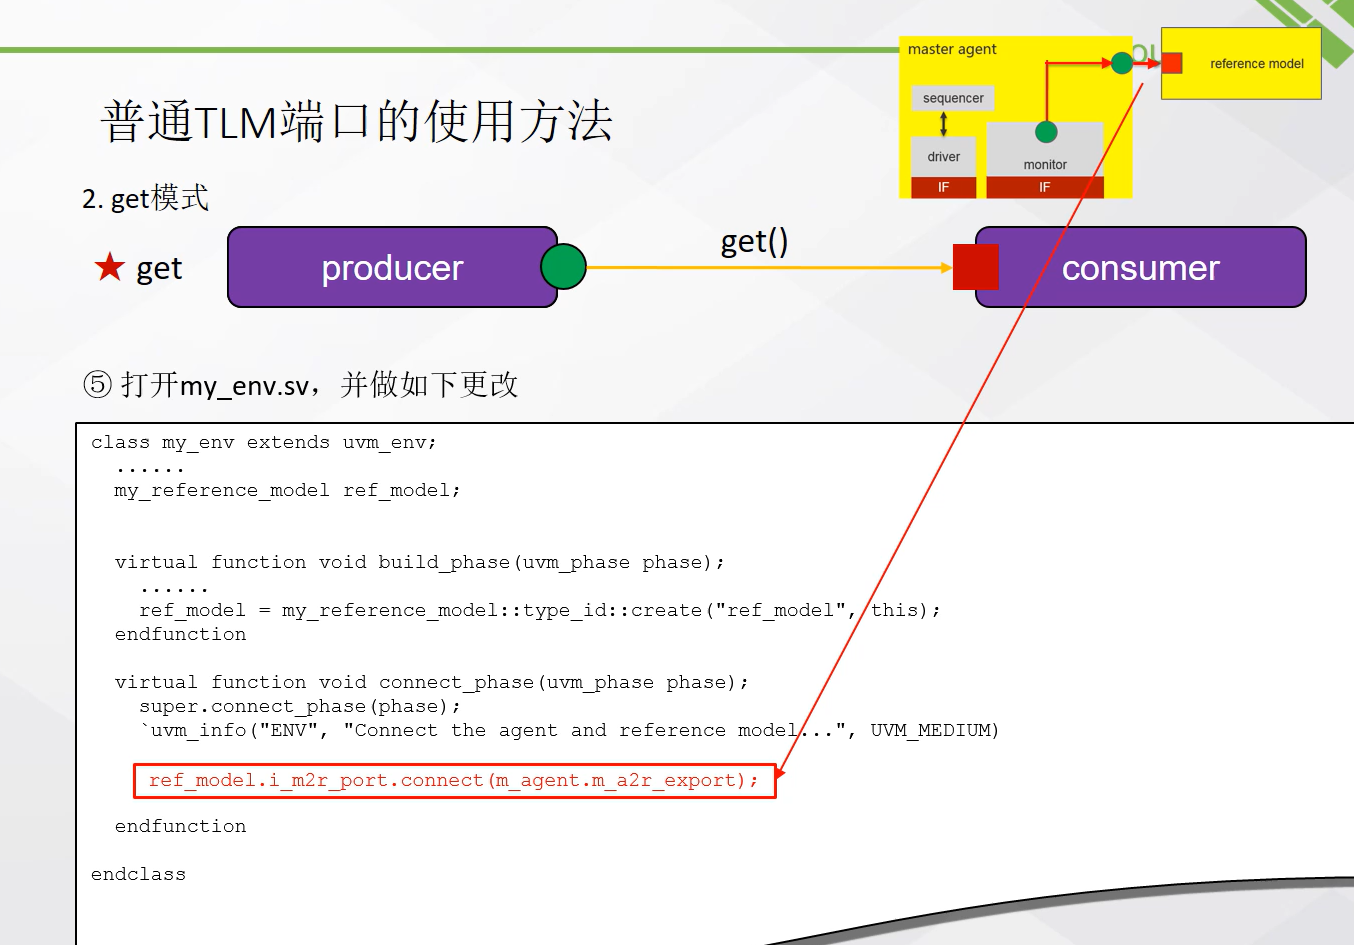 master agent
reference model
sequencer
driver
monitor
IF
IF
普通TLM端口的使用方法
2. get模式
★ get
producer
get()
consumer
⑤ 打开my_env.sv，并做如下更改
class my_env extends uvm_env;
......
my_reference_model ref_model;
virtual function void build_phase(uvm_phase phase);
......
ref_model = my_reference_model::type_id::create("ref_model", this);
endfunction
virtual function void connect_phase(uvm_phase phase);
super.connect_phase(phase);
`uvm_info("ENV", "Connect the agent and reference model...", UVM_MEDIUM)
ref_model.i_m2r_port.connect(m_agent.m_a2r_export);
endfunction
endclass